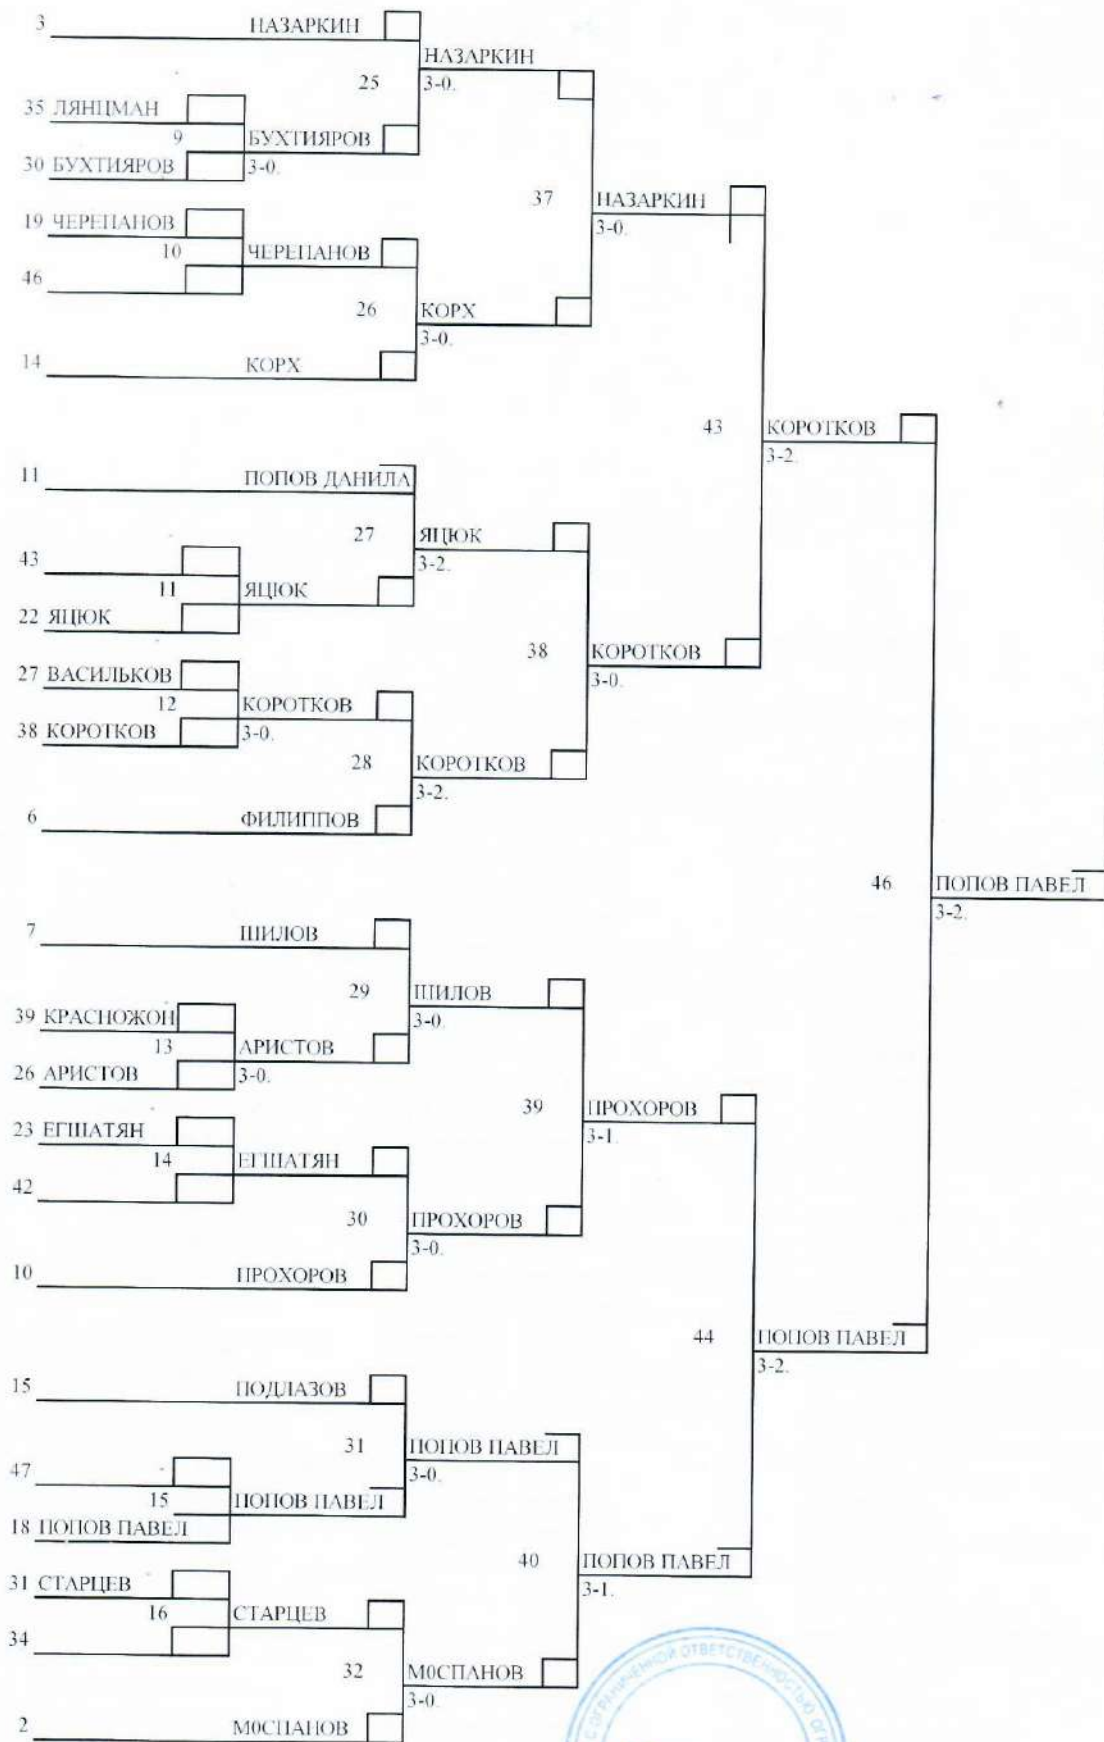 3 НАЗАРКИН
НАЗАРКИН
25 3-0.
35 ЛЯНЦМАН
9 БУХТИЯРОВ
30 БУХТИЯРОВ 3-0.
37 НАЗАРКИН
3-0.
19 ЧЕРЕПАНОВ
10 ЧЕРЕПАНОВ
46
26 КОРХ
3-0.
14 КОРХ
43 КОРОТКОВ
3-2.
11 ПОПОВ ДАНИЛА
27 ЯЦЮК
3-2.
43
11 ЯЦЮК
22 ЯЦЮК
38 КОРОТКОВ
3-0.
27 ВАСИЛЬКОВ
12 КОРОТКОВ
38 КОРОТКОВ 3-0.
28 КОРОТКОВ
3-2.
6 ФИЛИППОВ
46 ПОПОВ ПАВЕЛ
3-2.
7 ШИЛОВ
29 ШИЛОВ
3-0.
39 КРАСНОЖОН
13 АРИСТОВ
26 АРИСТОВ 3-0.
39 ПРОХОРОВ
3-1.
23 ЕГШАТЯН
14 ЕГШАТЯН
42
30 ПРОХОРОВ
3-0.
10 ПРОХОРОВ
44 ПОПОВ ПАВЕЛ
3-2.
15 ПОДЛАЗОВ
31 ПОПОВ ПАВЕЛ
3-0.
47
15 ПОПОВ ПАВЕЛ
18 ПОПОВ ПАВЕЛ
40 ПОПОВ ПАВЕЛ
3-1.
31 СТАРЦЕВ
16 СТАРЦЕВ
34
32 М0СПАНОВ
3-0.
2 М0СПАНОВ
С ОГРАНИЧЕННОЙ ОТВЕТСТВЕННОСТЬЮ